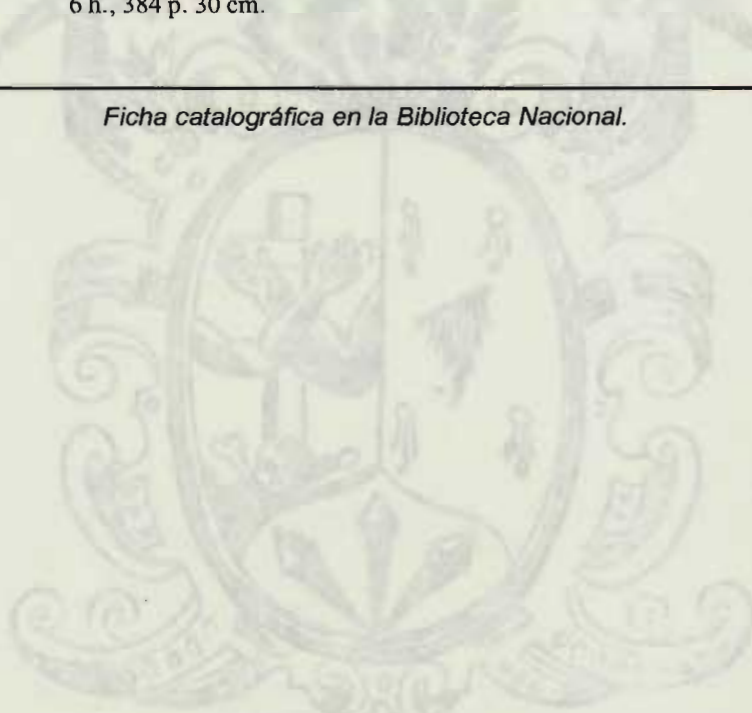 6 h., 384 p. 30 cm.
Ficha catalográfica en la Biblioteca Nacional.